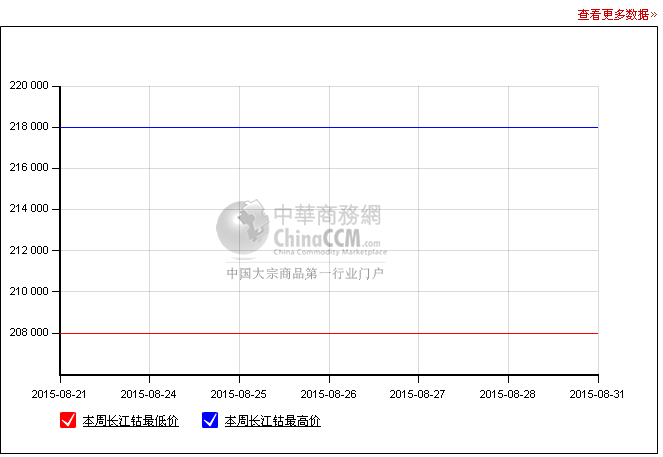 查看更多数据»
220 000
218 000
216 000
214 000
212 000
210 000
208 000
中華商務網
ChinaCCM.com
China Commodity Marketplace
中国大宗商品第一行业门户
2015-08-21 2015-08-24 2015-08-25 2015-08-26 2015-08-27 2015-08-28 2015-08-31
本周长江钴最低价 本周长江钴最高价